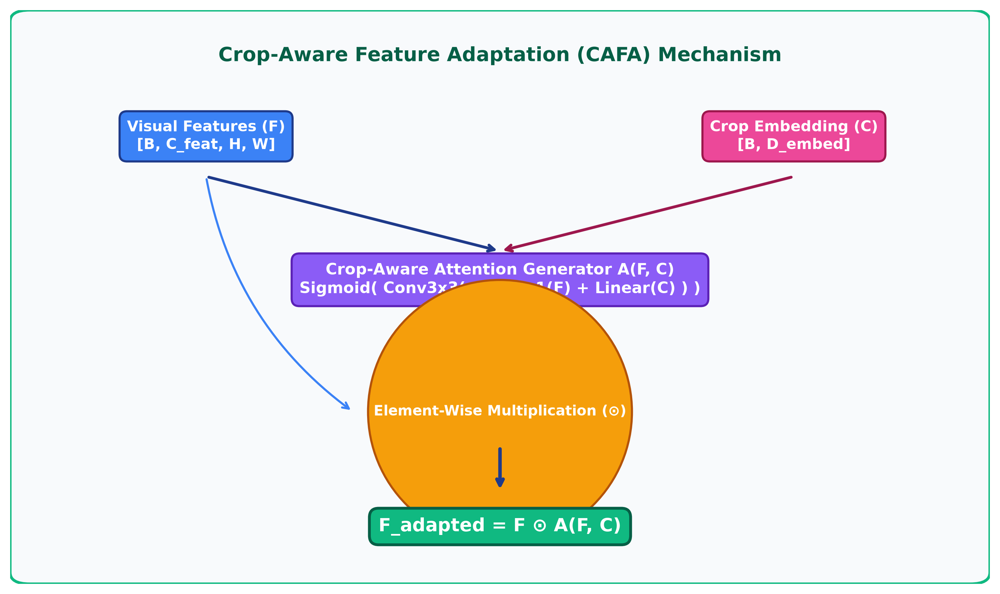 Crop-Aware Feature Adaptation (CAFA) Mechanism
Visual Features (F)
[B, C_feat, H, W]
Crop Embedding (C)
[B, D_embed]
Crop-Aware Attention Generator A(F, C)
Sigmoid( Conv3x3( 1(F) + Linear(C) ) )
Element-Wise Multiplication (⊙)
F_adapted = F ⊙ A(F, C)